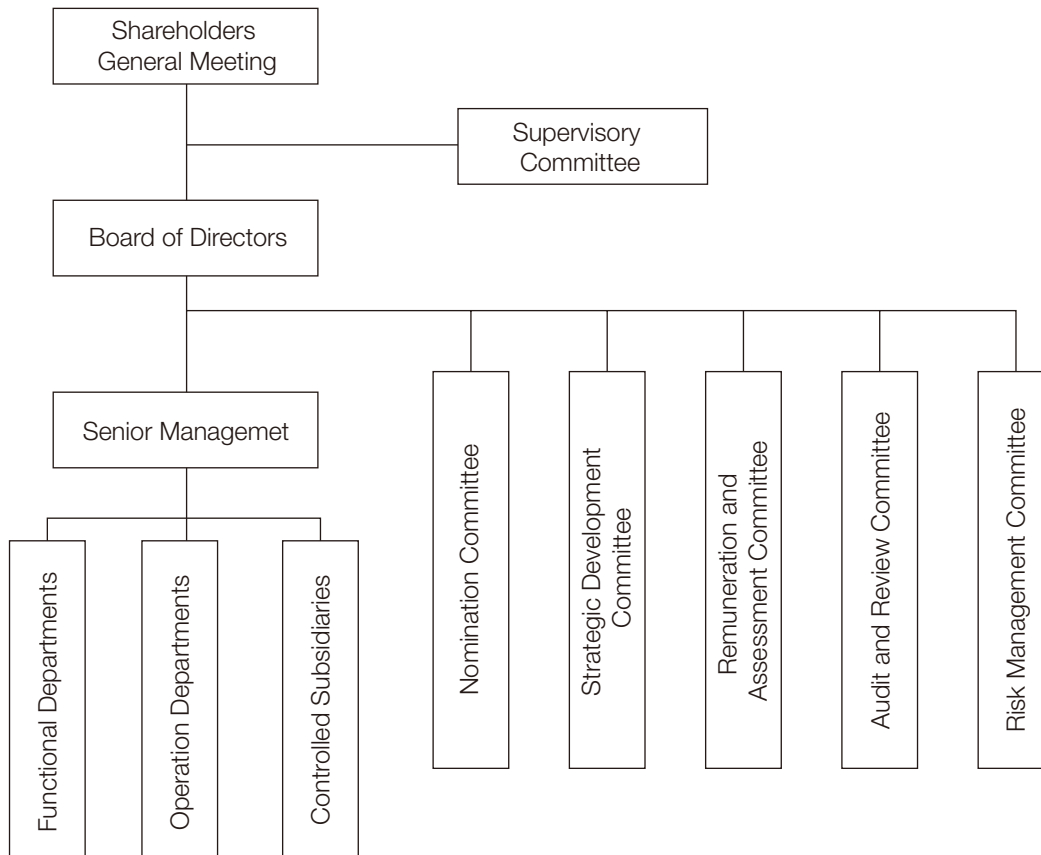 Shareholders
General Meeting
Supervisory
Committee
Board of Directors
Senior Managemet
Nomination Committee
Strategic Development
Committee
Remuneration and
Assessment Committee
Audit and Review Committee
Risk Management Committee
Functional Departments
Operation Departments
Controlled Subsidiaries